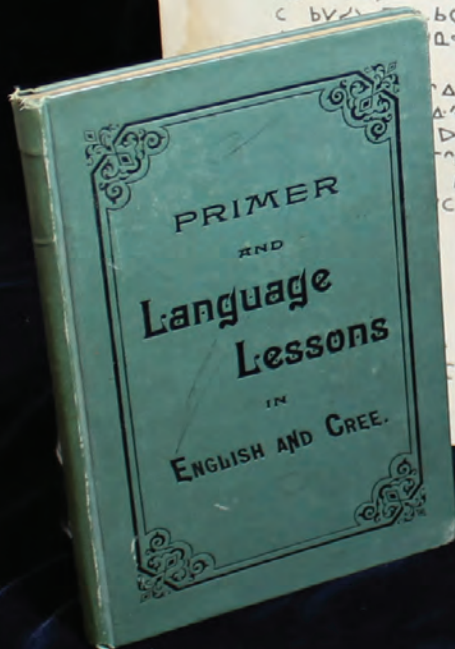 PRIMER
AND
Language
Lessons
IN
ENGLISH AND CREE.